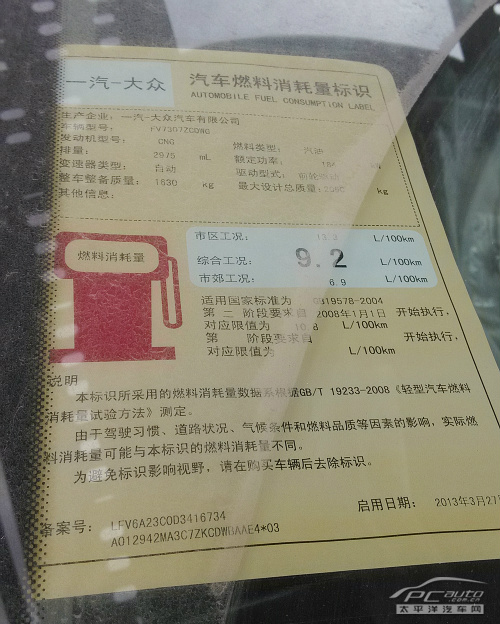 一汽-大众
汽车燃料消耗量标识
AUTOMOBILE FUEL CONSUMPTION LABEL
生产企业: 一汽-大众汽车有限公司
车辆型号:
发动机型号: CNG 燃料类型: 汽油
排量: 2975 mL 额定功率:
变速器类型: 自动 驱动型式:
整车整备质量: 1830 kg 最大设计总质量: kg
其他信息:
燃料消耗量
市区工况: L/100km
综合工况: 9.2 L/100km
市郊工况: 6.9 L/100km
适用国家标准为 GB19578-2004
第 二 阶段要求自 2008年1月1日 开始执行,
对应限值为 L/100km
第 阶段要求自 开始执行,
对应限值为 L/100km
说明
本标识所采用的燃料消耗量数据系根据GB/T 19233-2008《轻型汽车燃料
消耗量试验方法》测定。
由于驾驶习惯、道路状况、气候条件和燃料品质等因素的影响,实际燃
料消耗量可能与本标识的燃料消耗量不同。
为避免标识影响视野,请在购买车辆后去除标识。
启用日期: 2013年3月27
备案号: LFV6A23C0D3416734
A012942MA3C7ZKCDWBAAE4*03
PCauto
.com.cn
太平洋汽车网